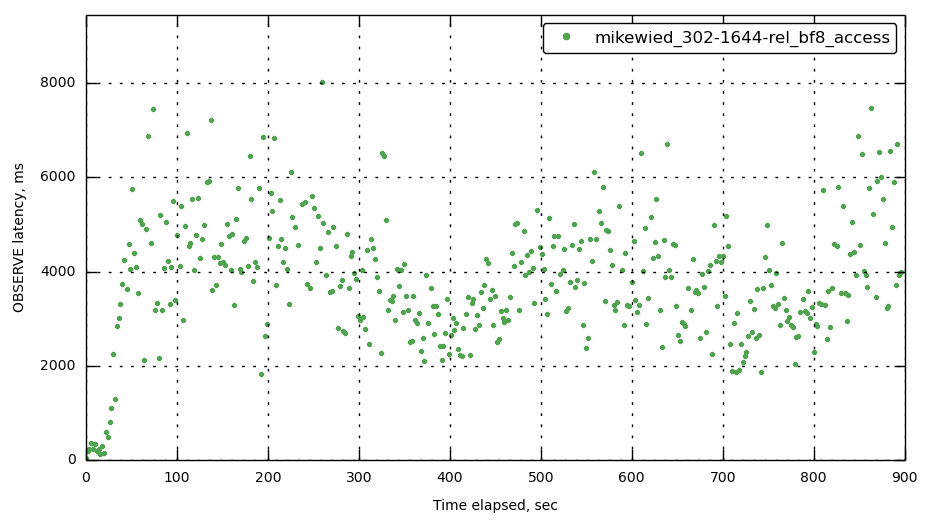 mikewied_302-1644-rel_bf8_access
8000
6000
4000
2000
0
OBSERVE latency, ms
0 100 200 300 400 500 600 700 800 900
Time elapsed, sec